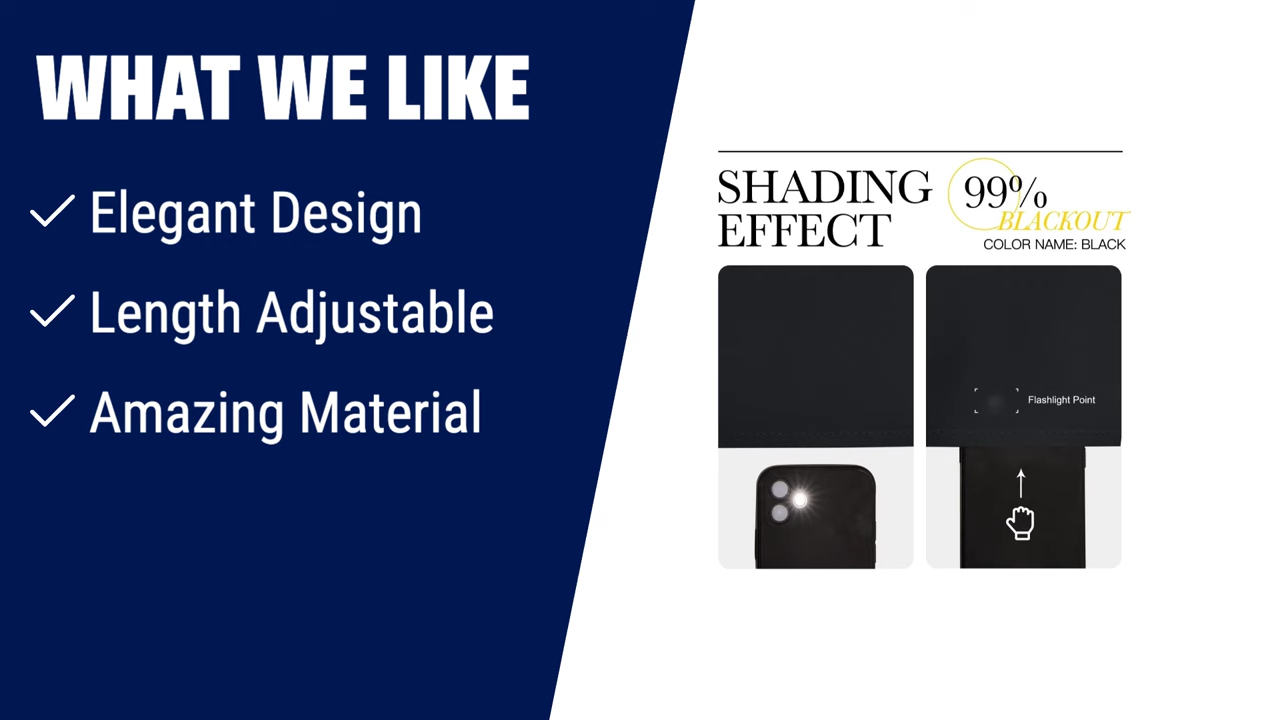 WHAT WE LIKE
Elegant Design
Length Adjustable
Amazing Material
SHADING
EFFECT
99%
BLACKOUT
COLOR NAME: BLACK
Flashlight Point